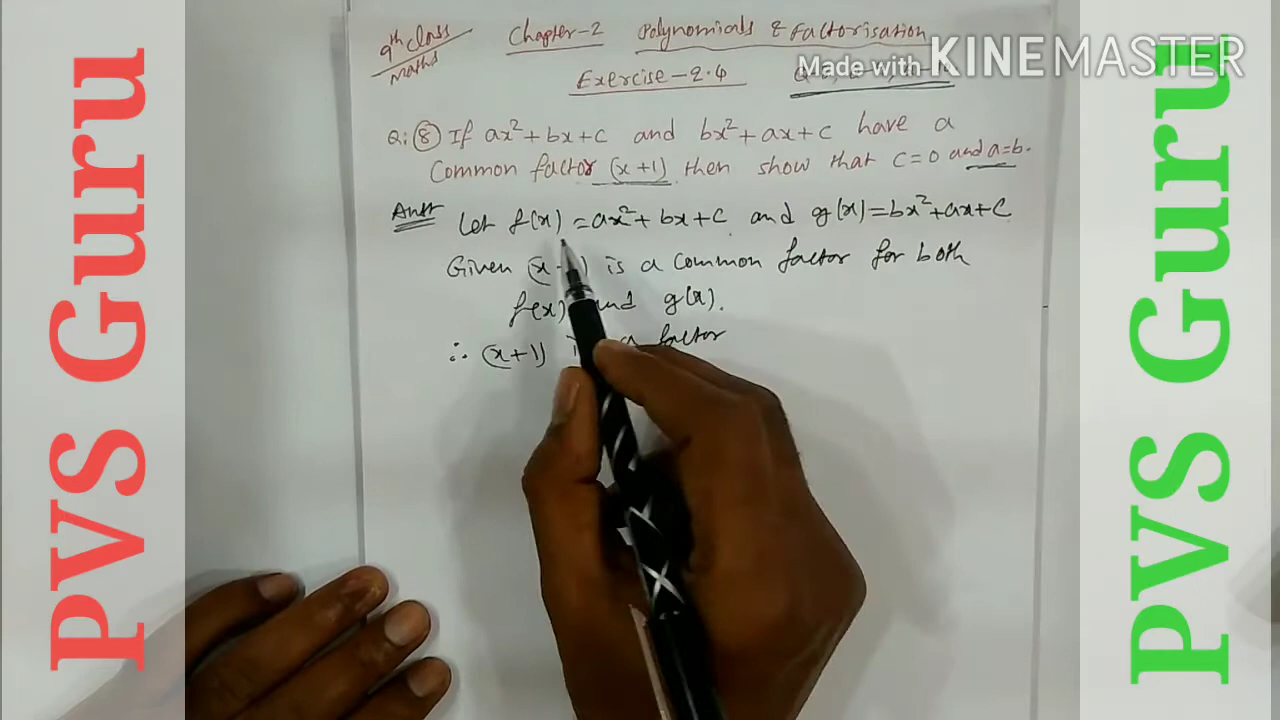 PVS Guru
9th class
Maths
Chapter-2 Polynomials & Factorisation
Made with KINEMASTER
Exercise-2.4
Q: 8 If ax²+bx+c and bx²+ax+c have a
Common factor (x+1) then show that c=0 and a=b.
Ans:
Let f(x)=ax²+bx+c and g(x)=bx²+ax+c
Given is a common factor for both
f(x) and g(x).
∴ (x+1) a factor
PVS Guru